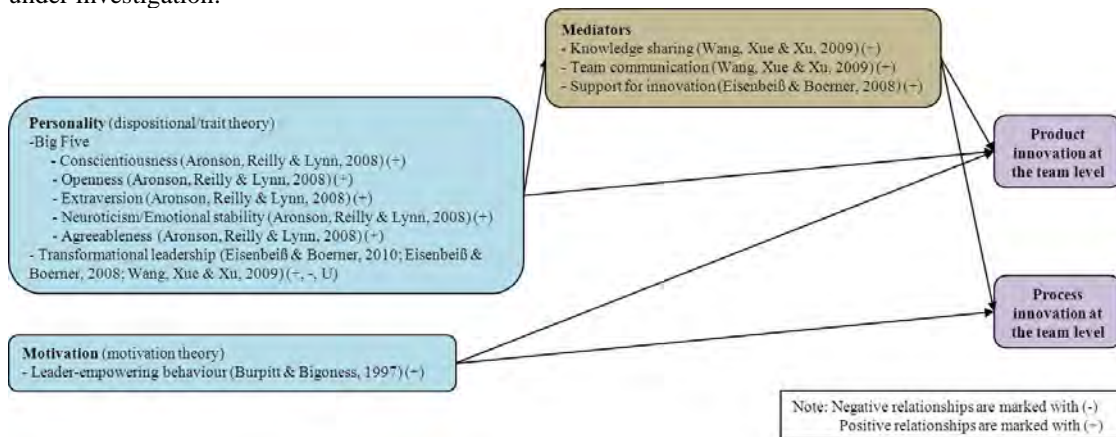 under investigation.
Mediators
- Knowledge sharing (Wang, Xue & Xu, 2009) (+)
- Team communication (Wang, Xue & Xu, 2009) (+)
- Support for innovation (Eisenbeiß & Boerner, 2008) (+)
Personality (dispositional/trait theory)
-Big Five
- Conscientiousness (Aronson, Reilly & Lynn, 2008) (+)
- Openness (Aronson, Reilly & Lynn, 2008) (+)
- Extraversion (Aronson, Reilly & Lynn, 2008) (+)
- Neuroticism/Emotional stability (Aronson, Reilly & Lynn, 2008) (+)
- Agreeableness (Aronson, Reilly & Lynn, 2008) (+)
- Transformational leadership (Eisenbeiß & Boerner, 2010; Eisenbeiß &
Boerner, 2008; Wang, Xue & Xu, 2009) (+, -, U)
Product
innovation at
the team level
Process
innovation at
the team level
Motivation (motivation theory)
- Leader-empowering behaviour (Burpitt & Bigoness, 1997) (+)
Note: Negative relationships are marked with (-)
Positive relationships are marked with (+)